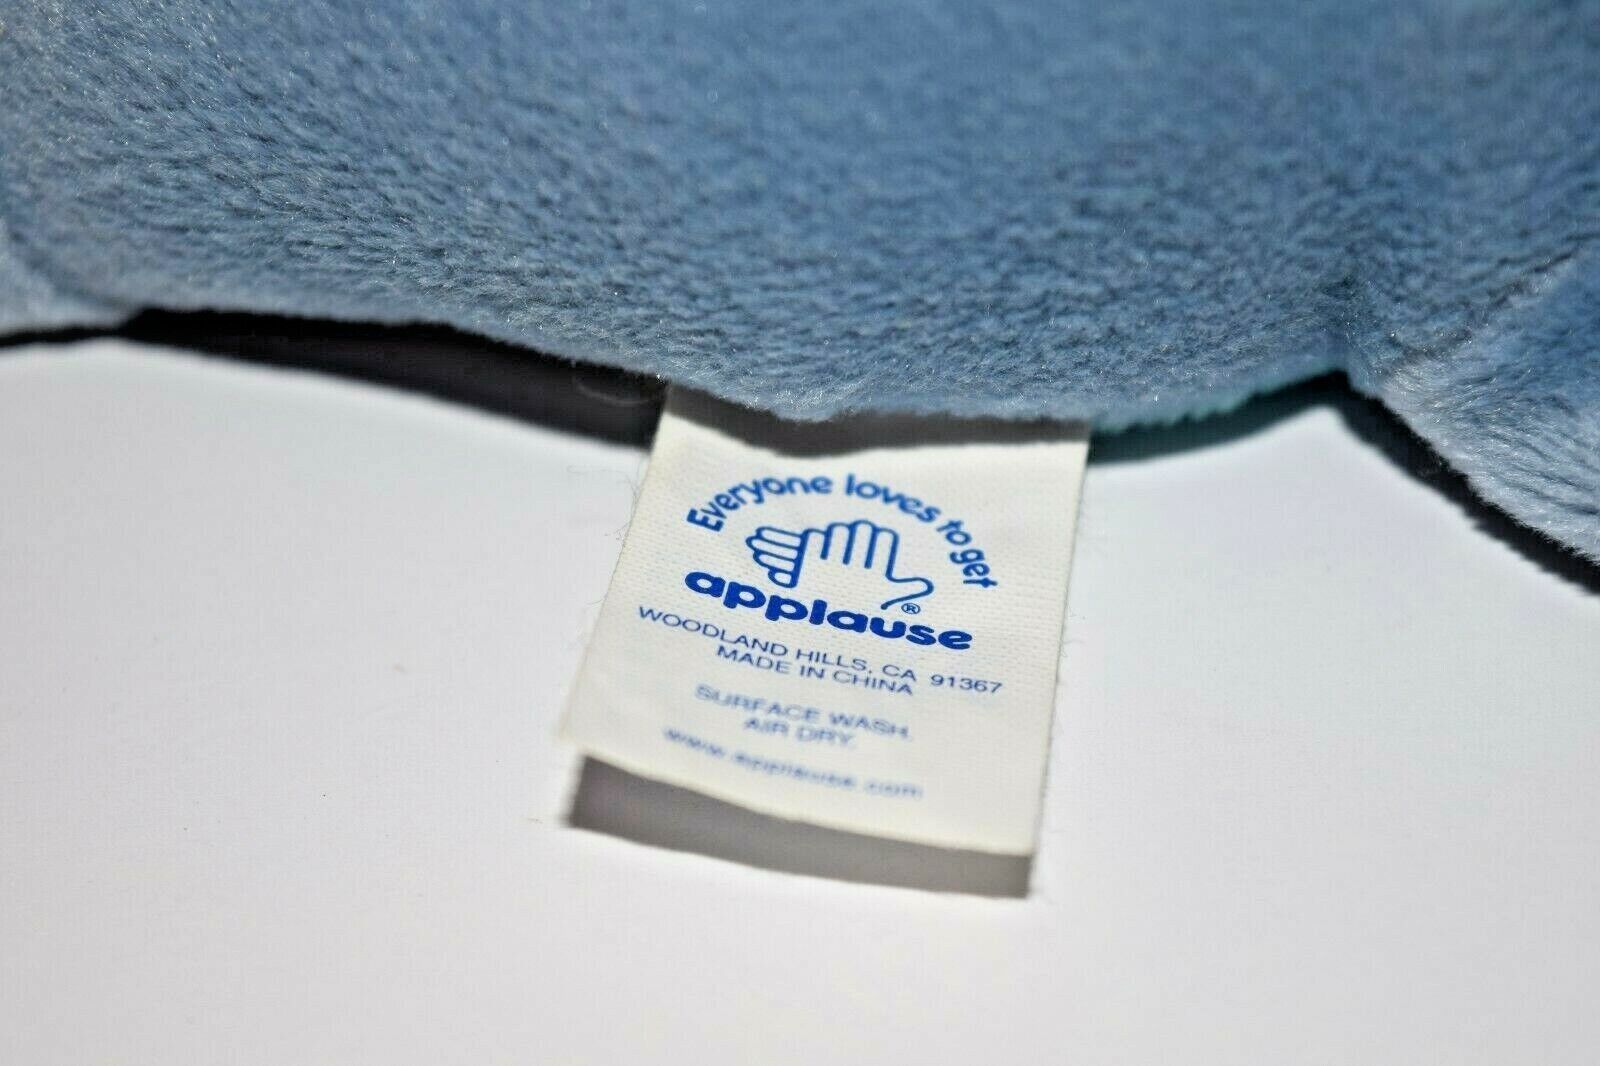 Everyone loves to get
applause®
WOODLAND HILLS, CA 91367
MADE IN CHINA
SURFACE WASH.
AIR DRY.
www.applause.com